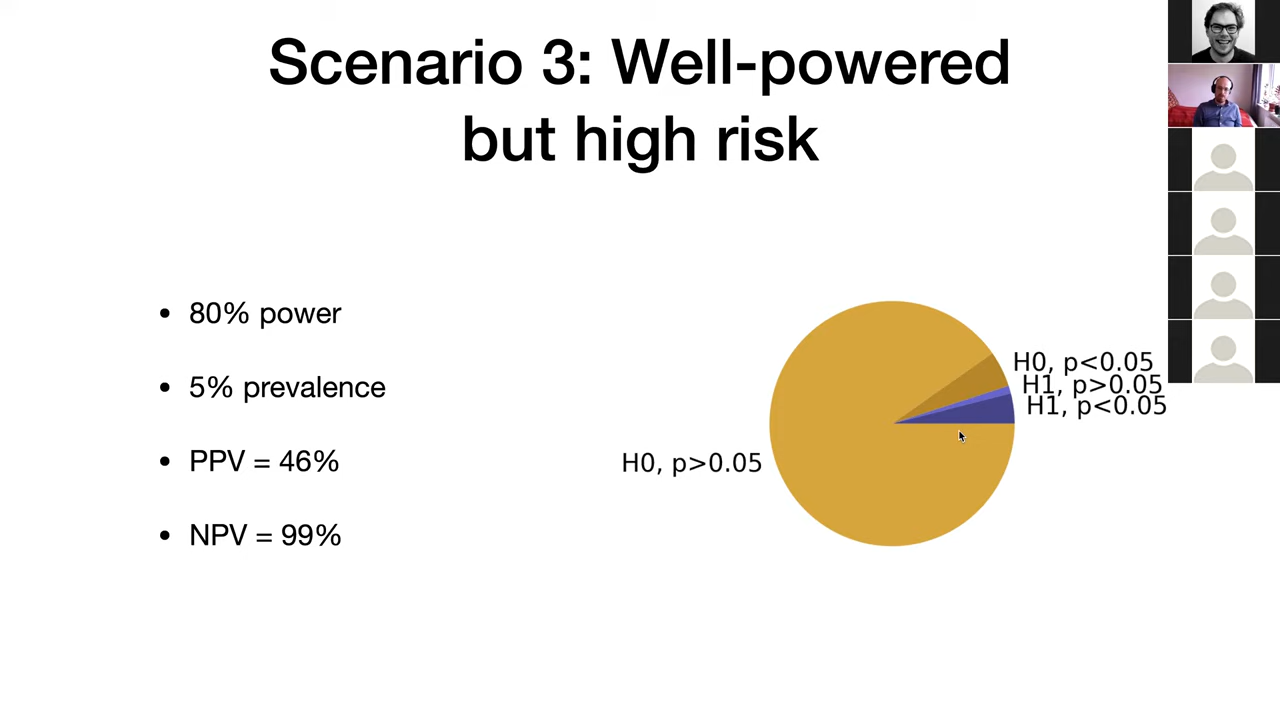 Scenario 3: Well-powered
but high risk
• 80% power
• 5% prevalence
• PPV = 46%
• NPV = 99%
H0, p<0.05
H1, p>0.05
H1, p<0.05
H0, p>0.05